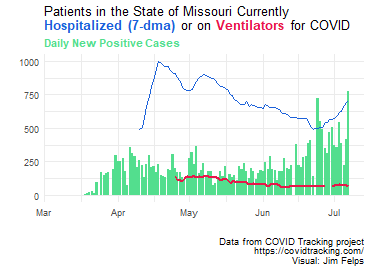 Patients in the State of Missouri Currently
Hospitalized (7-dma) or on Ventilators for COVID
Daily New Positive Cases
1000
750
500
250
0
Mar Apr May Jun Jul
Data from COVID Tracking project
https://covidtracking.com/
Visual: Jim Felps